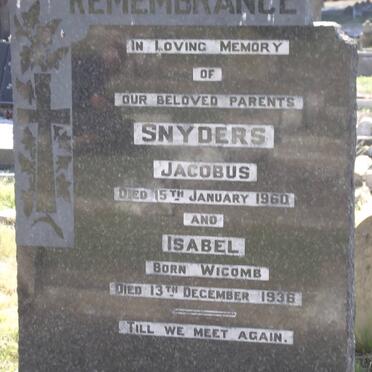 REMEMBRANCE
IN LOVING MEMORY
OF
OUR BELOVED PARENTS
SNYDERS
JACOBUS
DIED 15TH JANUARY 1960.
AND
ISABEL
BORN WICOMB
DIED 13TH DECEMBER 1936
TILL WE MEET AGAIN.